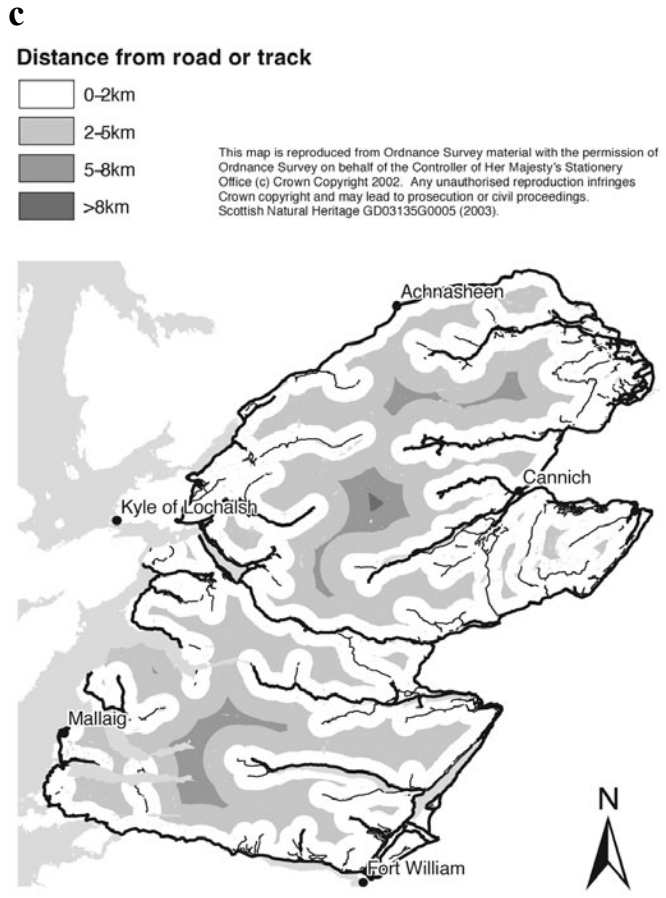 c
Distance from road or track
0-2km
2-5km
5-8km
>8km
This map is reproduced from Ordnance Survey material with the permission of
Ordnance Survey on behalf of the Controller of Her Majesty's Stationery
Office (c) Crown Copyright 2002. Any unauthorised reproduction infringes
Crown copyright and may lead to prosecution or civil proceedings.
Scottish Natural Heritage GD03135G0005 (2003).
Achnasheen
Cannich
Kyle of Lochalsh
Mallaig
N
Fort William